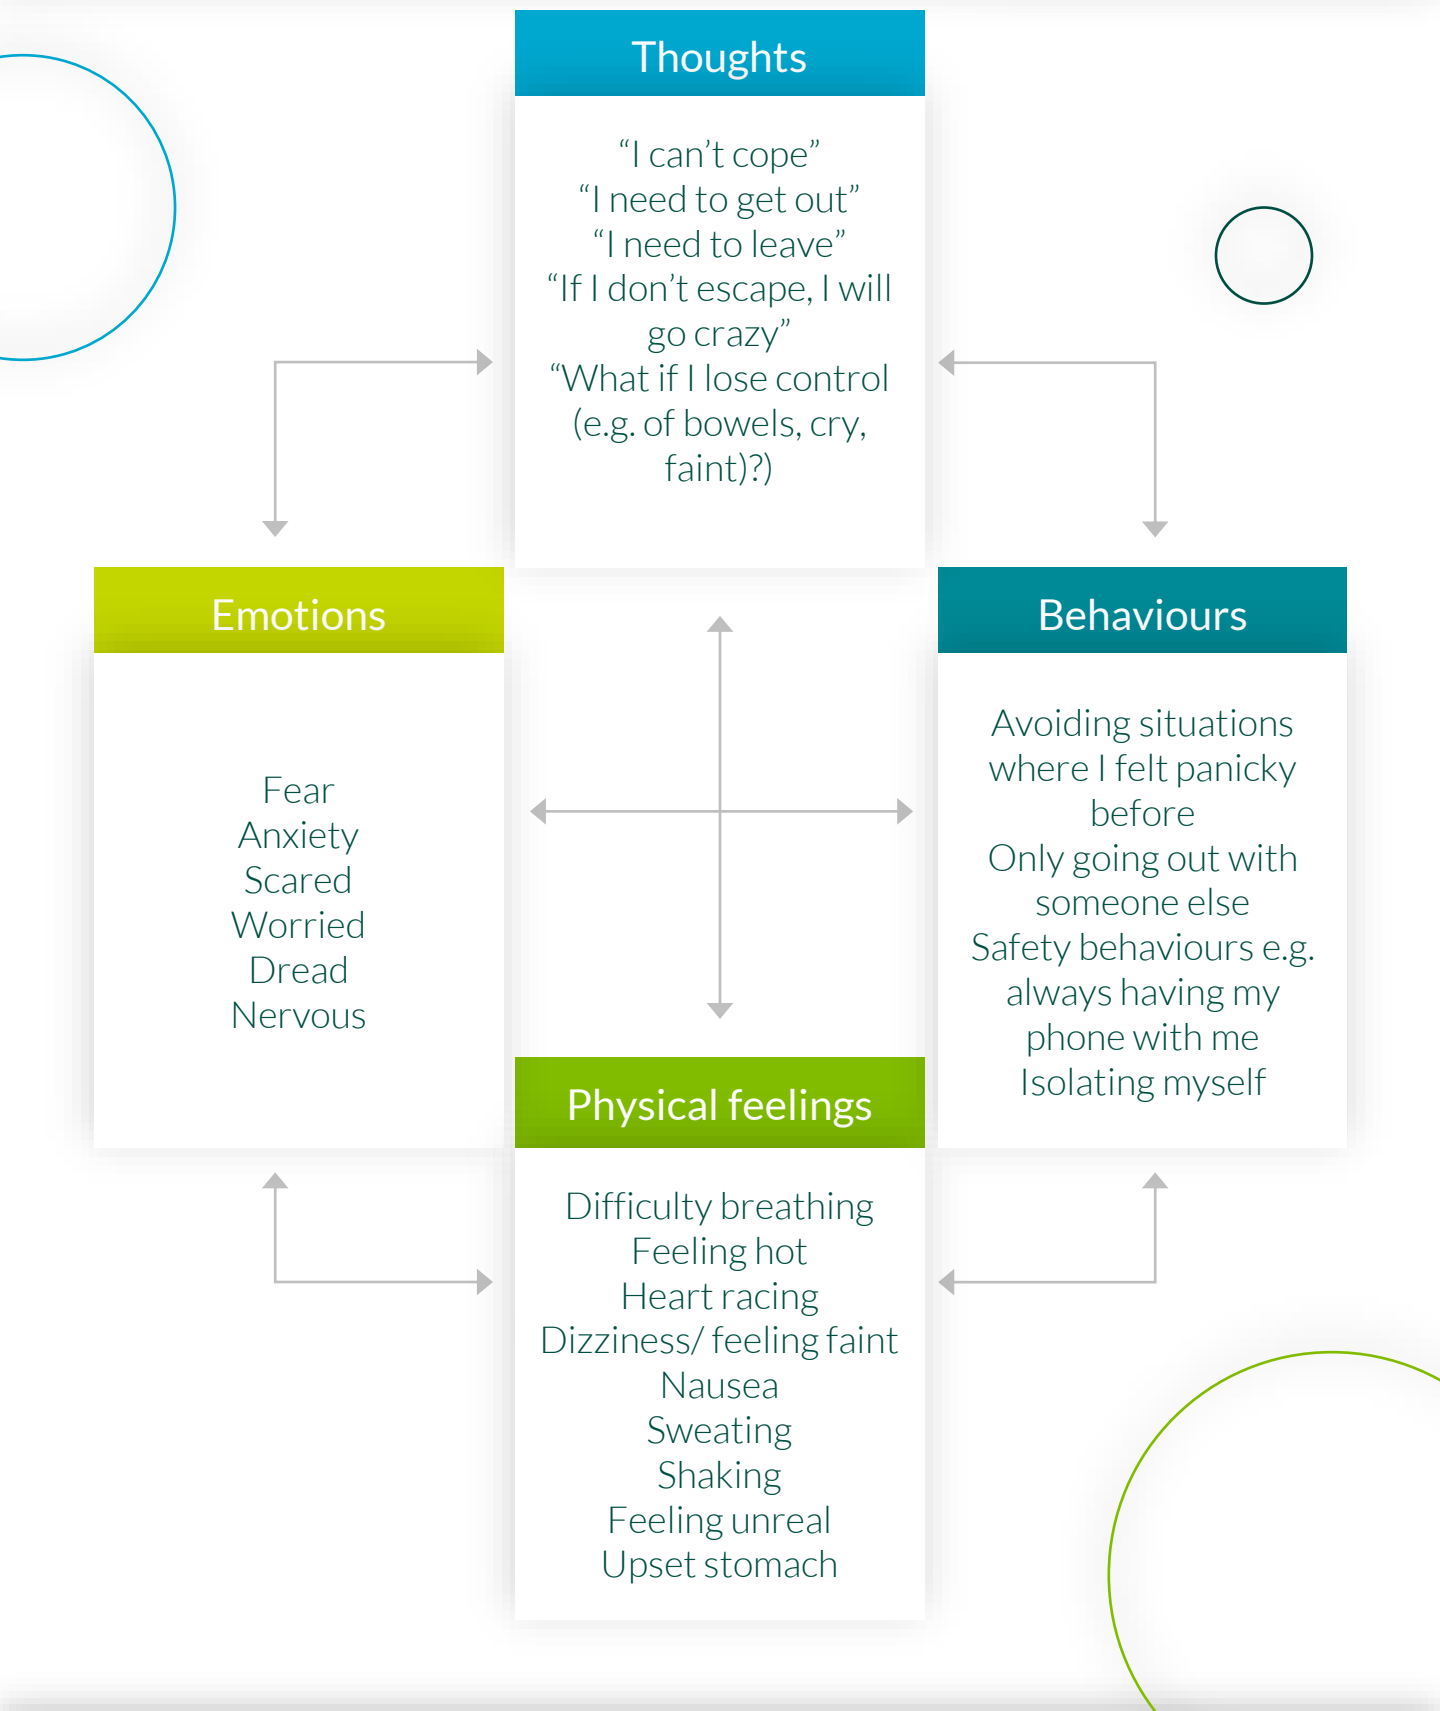 Thoughts
“I can’t cope”
“I need to get out”
“I need to leave”
“If I don’t escape, I will
go crazy”
“What if I lose control
(e.g. of bowels, cry,
faint)?)
Emotions
Fear
Anxiety
Scared
Worried
Dread
Nervous
Behaviours
Avoiding situations
where I felt panicky
before
Only going out with
someone else
Safety behaviours e.g.
always having my
phone with me
Isolating myself
Physical feelings
Difficulty breathing
Feeling hot
Heart racing
Dizziness/ feeling faint
Nausea
Sweating
Shaking
Feeling unreal
Upset stomach